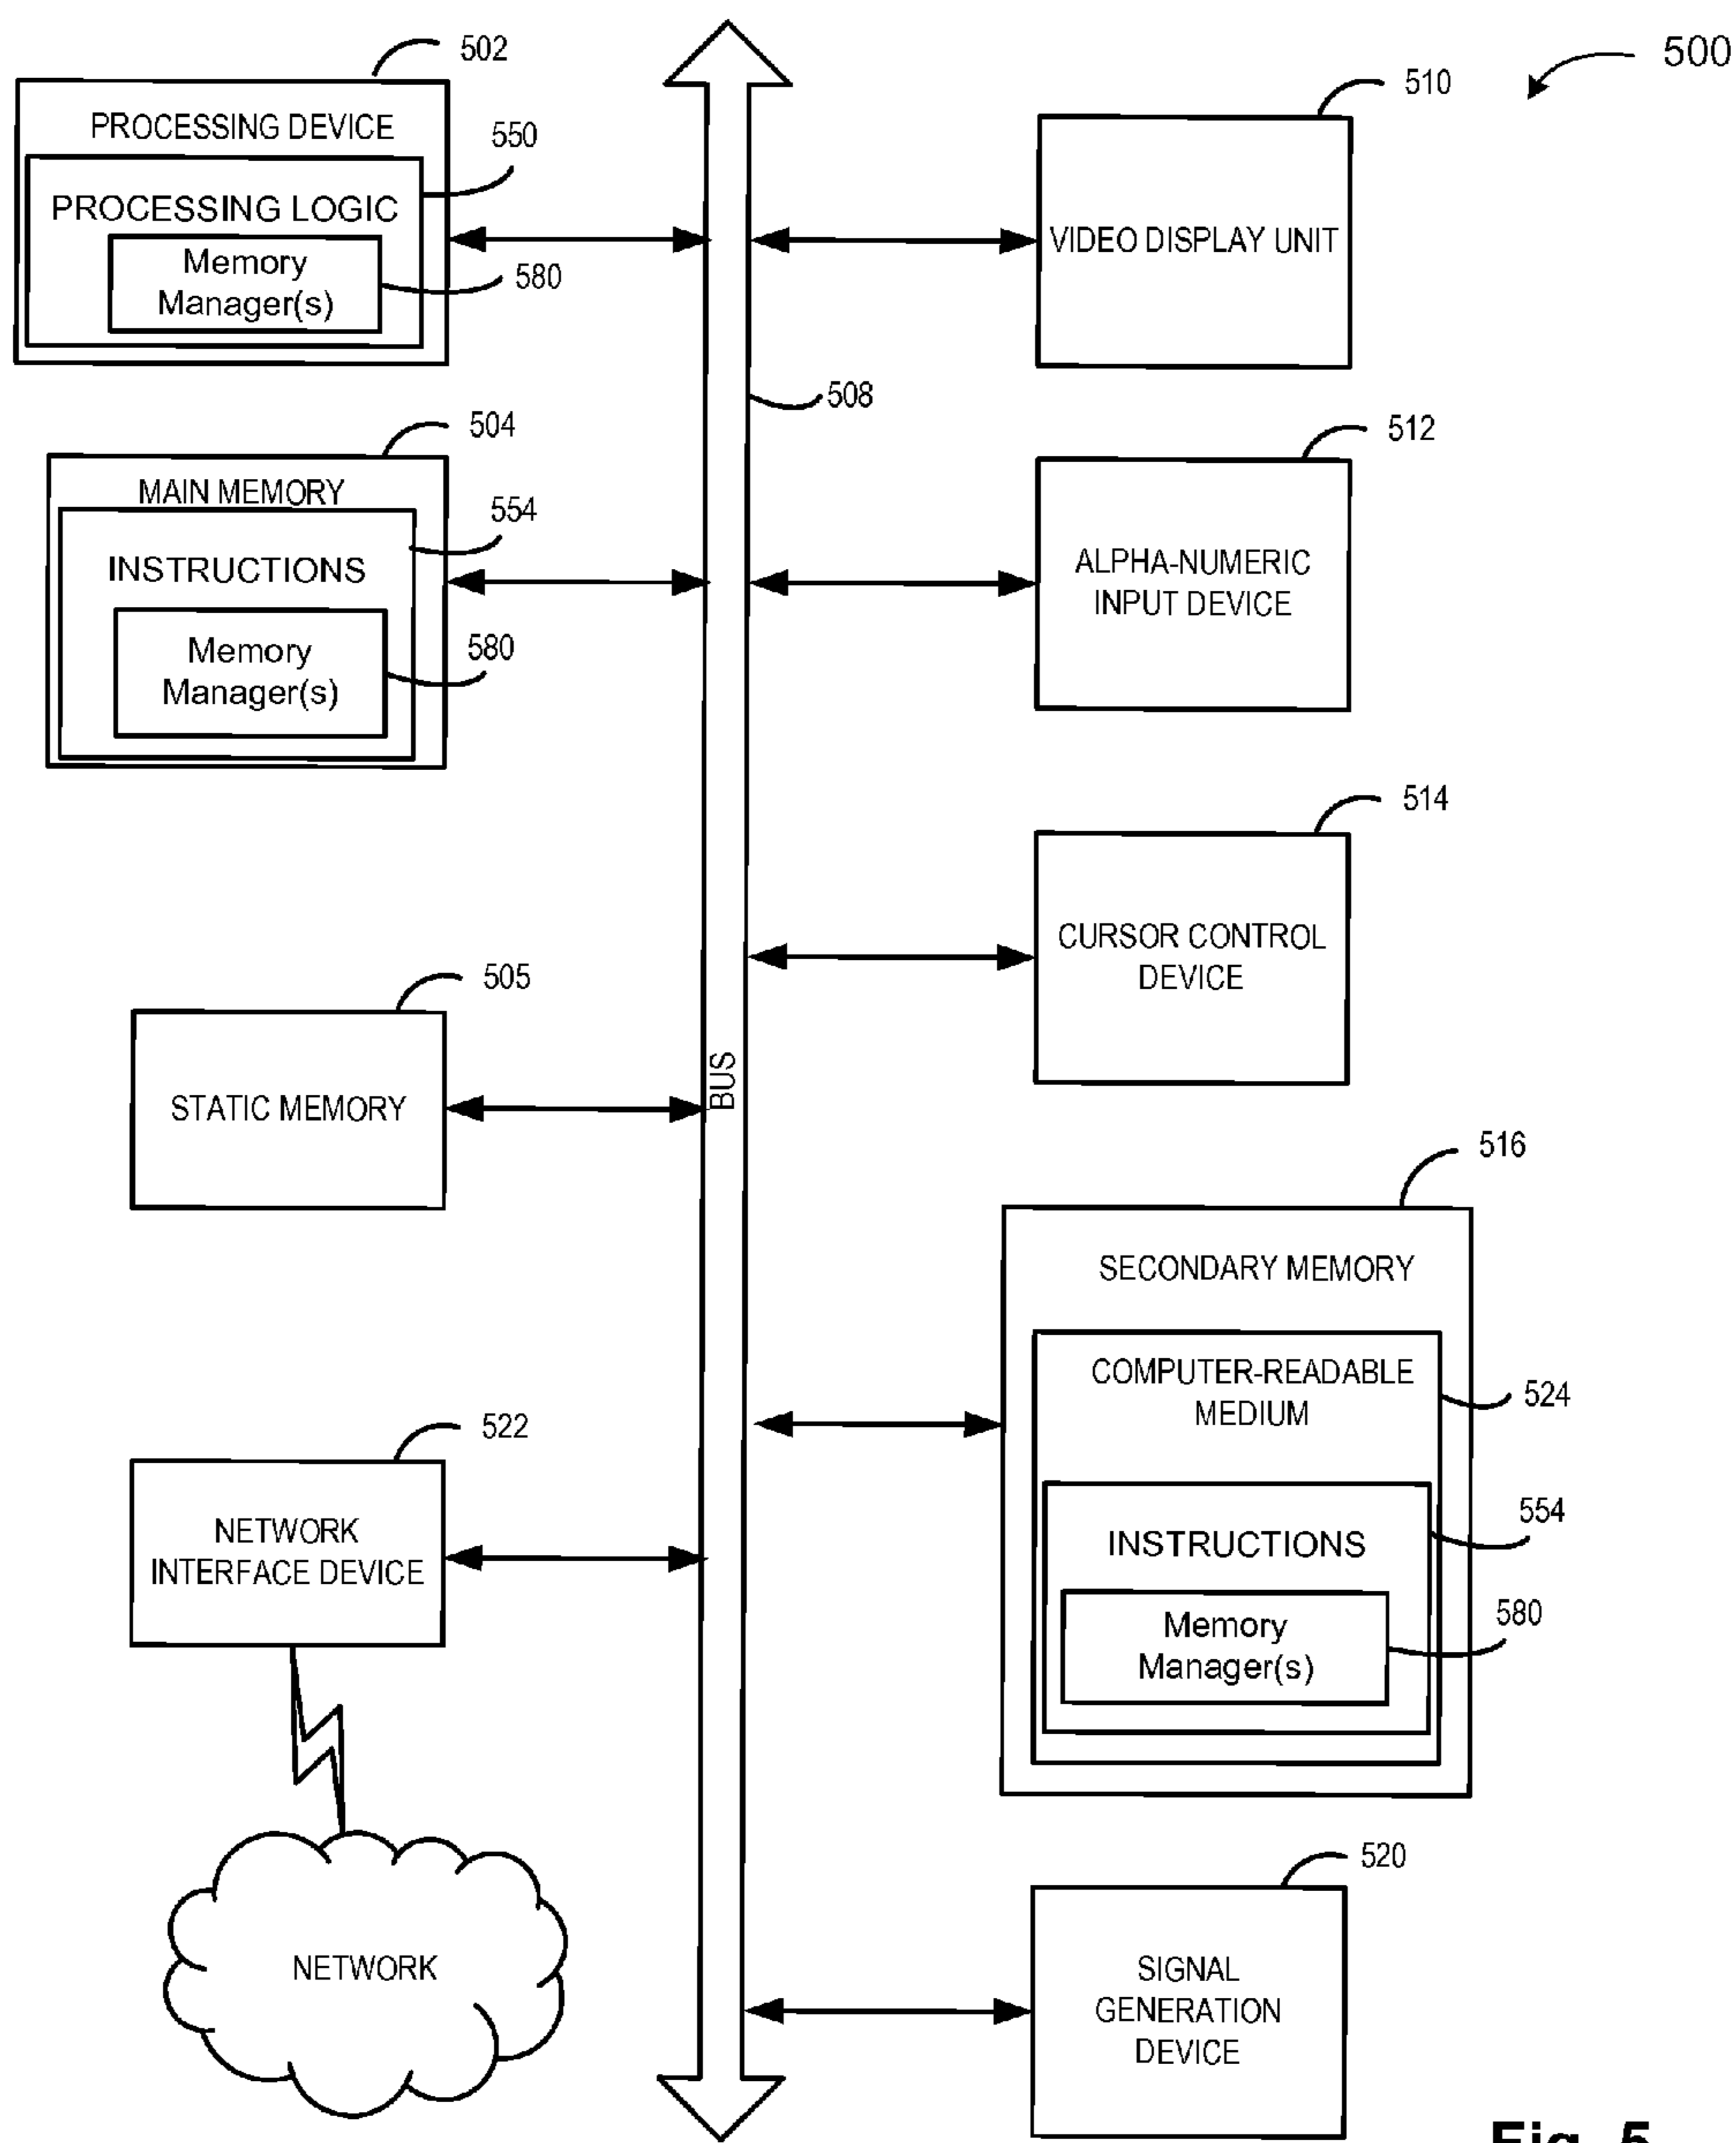 500
502
PROCESSING DEVICE
550
PROCESSING LOGIC
Memory
Manager(s)
580
504
MAIN MEMORY
554
INSTRUCTIONS
Memory
Manager(s)
580
505
STATIC MEMORY
522
NETWORK
INTERFACE DEVICE
NETWORK
BUS
508
510
VIDEO DISPLAY UNIT
512
ALPHA-NUMERIC
INPUT DEVICE
514
CURSOR CONTROL
DEVICE
516
SECONDARY MEMORY
COMPUTER-READABLE
MEDIUM
524
554
INSTRUCTIONS
580
Memory
Manager(s)
520
SIGNAL
GENERATION
DEVICE
Fig. 5